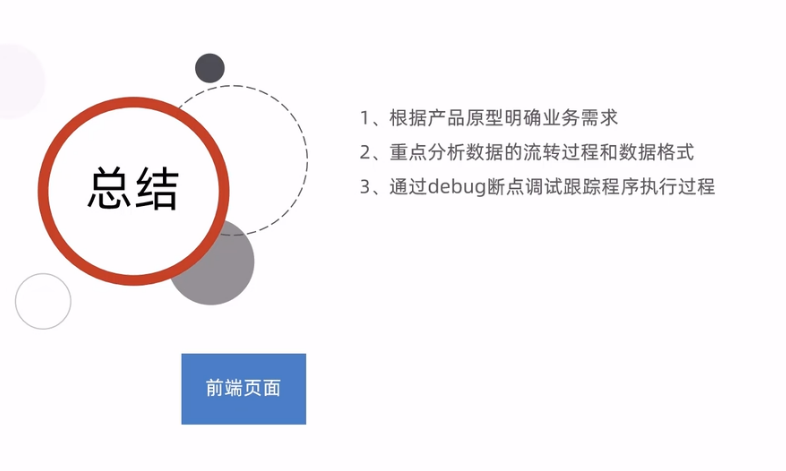 总结
1、根据产品原型明确业务需求
2、重点分析数据的流转过程和数据格式
3、通过debug断点调试跟踪程序执行过程
前端页面